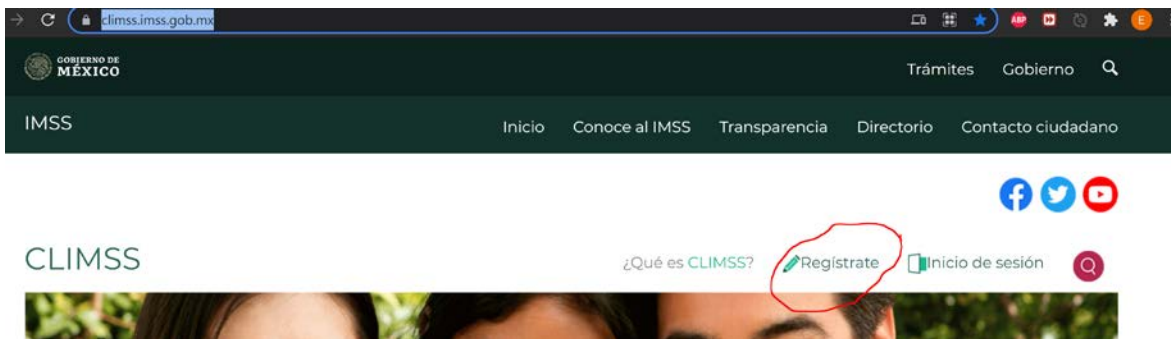 climss.imss.gob.mx
ABP
E
GOBIERNO DE
MÉXICO
Trámites Gobierno
IMSS
Inicio Conoce al IMSS Transparencia Directorio Contacto ciudadano
CLIMSS
¿Qué es CLIMSS? Regístrate Inicio de sesión